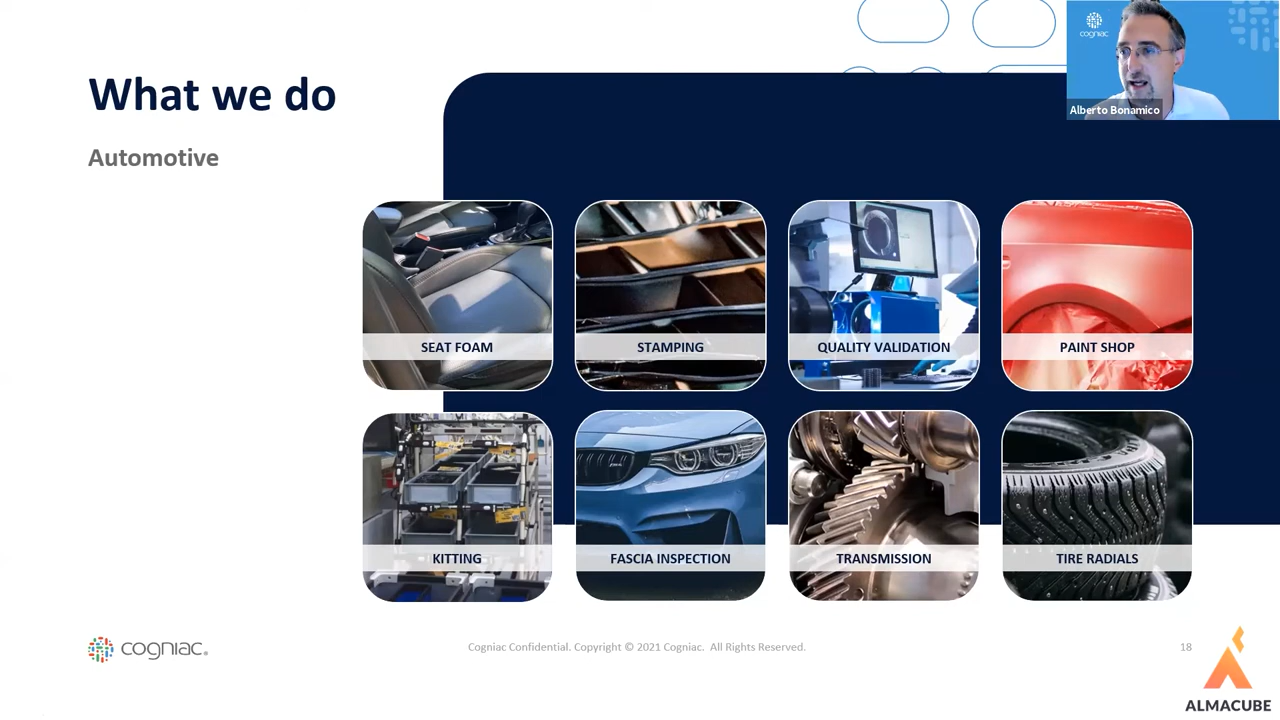 What we do
cogniac
Alberto Bonamico
Automotive
SEAT FOAM
STAMPING
QUALITY VALIDATION
PAINT SHOP
KITTING
FASCIA INSPECTION
TRANSMISSION
TIRE RADIALS
cogniac®
Cogniac Confidential. Copyright © 2021 Cogniac. All Rights Reserved.
18
ALMACUBE